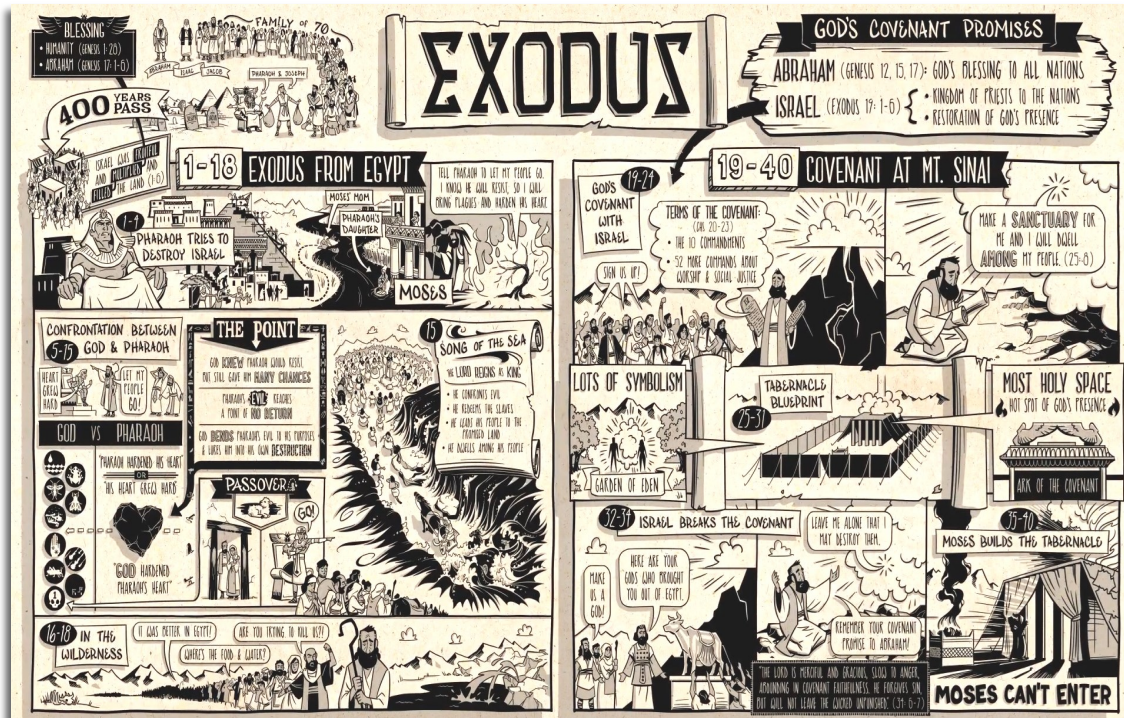 BLESSING
• HUMANITY (GENESIS 1:28)
• ABRAHAM (GENESIS 17:1-6)
FAMILY OF 70
ABRAHAM
ISAAC
JACOB
PHARAOH & JOSEPH
400 YEARS
PASS
EXODUS
GOD'S COVENANT PROMISES
ABRAHAM (GENESIS 12, 15, 17): GOD'S BLESSING TO ALL NATIONS
ISRAEL (EXODUS 19:1-6) {
• KINGDOM OF PRIESTS TO THE NATIONS
• RESTORATION OF GOD'S PRESENCE
ISRAEL WAS FRUITFUL
AND MULTIPLIED AND
FILLED THE LAND (1:6)
1-18 EXODUS FROM EGYPT
1-4
PHARAOH TRIES TO
DESTROY ISRAEL
MOSES' MOM
PHARAOH'S
DAUGHTER
MOSES
TELL PHARAOH TO LET MY PEOPLE GO.
I KNOW HE WILL RESIST, SO I WILL
BRING PLAGUES AND HARDEN HIS HEART.
CONFRONTATION BETWEEN
5-15 GOD & PHARAOH
HEART
GREW
HARD
LET MY
PEOPLE
GO!
GOD VS PHARAOH
"PHARAOH HARDENED HIS HEART"
OR
"HIS HEART GREW HARD"
"GOD HARDENED
PHARAOH'S HEART"
THE POINT
GOD KNEW PHARAOH WOULD RESIST,
BUT STILL GAVE HIM MANY CHANCES
PHARAOH'S EVIL REACHES
A POINT OF NO RETURN
GOD BENDS PHARAOH'S EVIL TO HIS PURPOSES
& LURES HIM INTO HIS OWN DESTRUCTION
PASSOVER
GO!
15
SONG OF THE SEA
THE LORD REIGNS AS KING
• HE CONFRONTS EVIL
• HE REDEEMS THE SLAVES
• HE LEADS HIS PEOPLE TO THE
PROMISED LAND
• HE DWELLS AMONG HIS PEOPLE
16-18 IN THE
WILDERNESS
IT WAS BETTER IN EGYPT!
WHERE'S THE FOOD & WATER?
ARE YOU TRYING TO KILL US?!
19-40 COVENANT AT MT. SINAI
19-24
GOD'S
COVENANT
WITH
ISRAEL
TERMS OF THE COVENANT:
(CHS 20-23)
• THE 10 COMMANDMENTS
• 52 MORE COMMANDS ABOUT
WORSHIP & SOCIAL JUSTICE
SIGN US UP!
MAKE A SANCTUARY FOR
ME AND I WILL DWELL
AMONG MY PEOPLE. (25:8)
LOTS OF SYMBOLISM
GARDEN OF EDEN
TABERNACLE
BLUEPRINT
25-31
MOST HOLY SPACE
HOT SPOT OF GOD'S PRESENCE
ARK OF THE COVENANT
32-34 ISRAEL BREAKS THE COVENANT
MAKE
US A
GOD!
HERE ARE YOUR
GODS WHO BROUGHT
YOU OUT OF EGYPT.
LEAVE ME ALONE THAT I
MAY DESTROY THEM.
REMEMBER YOUR COVENANT
PROMISE TO ABRAHAM!
"THE LORD IS MERCIFUL AND GRACIOUS, SLOW TO ANGER,
ABOUNDING IN COVENANT FAITHFULNESS. HE FORGIVES SIN,
BUT WILL NOT LEAVE THE WICKED UNPUNISHED." (34:6-7)
35-40
MOSES BUILDS THE TABERNACLE
MOSES CAN'T ENTER